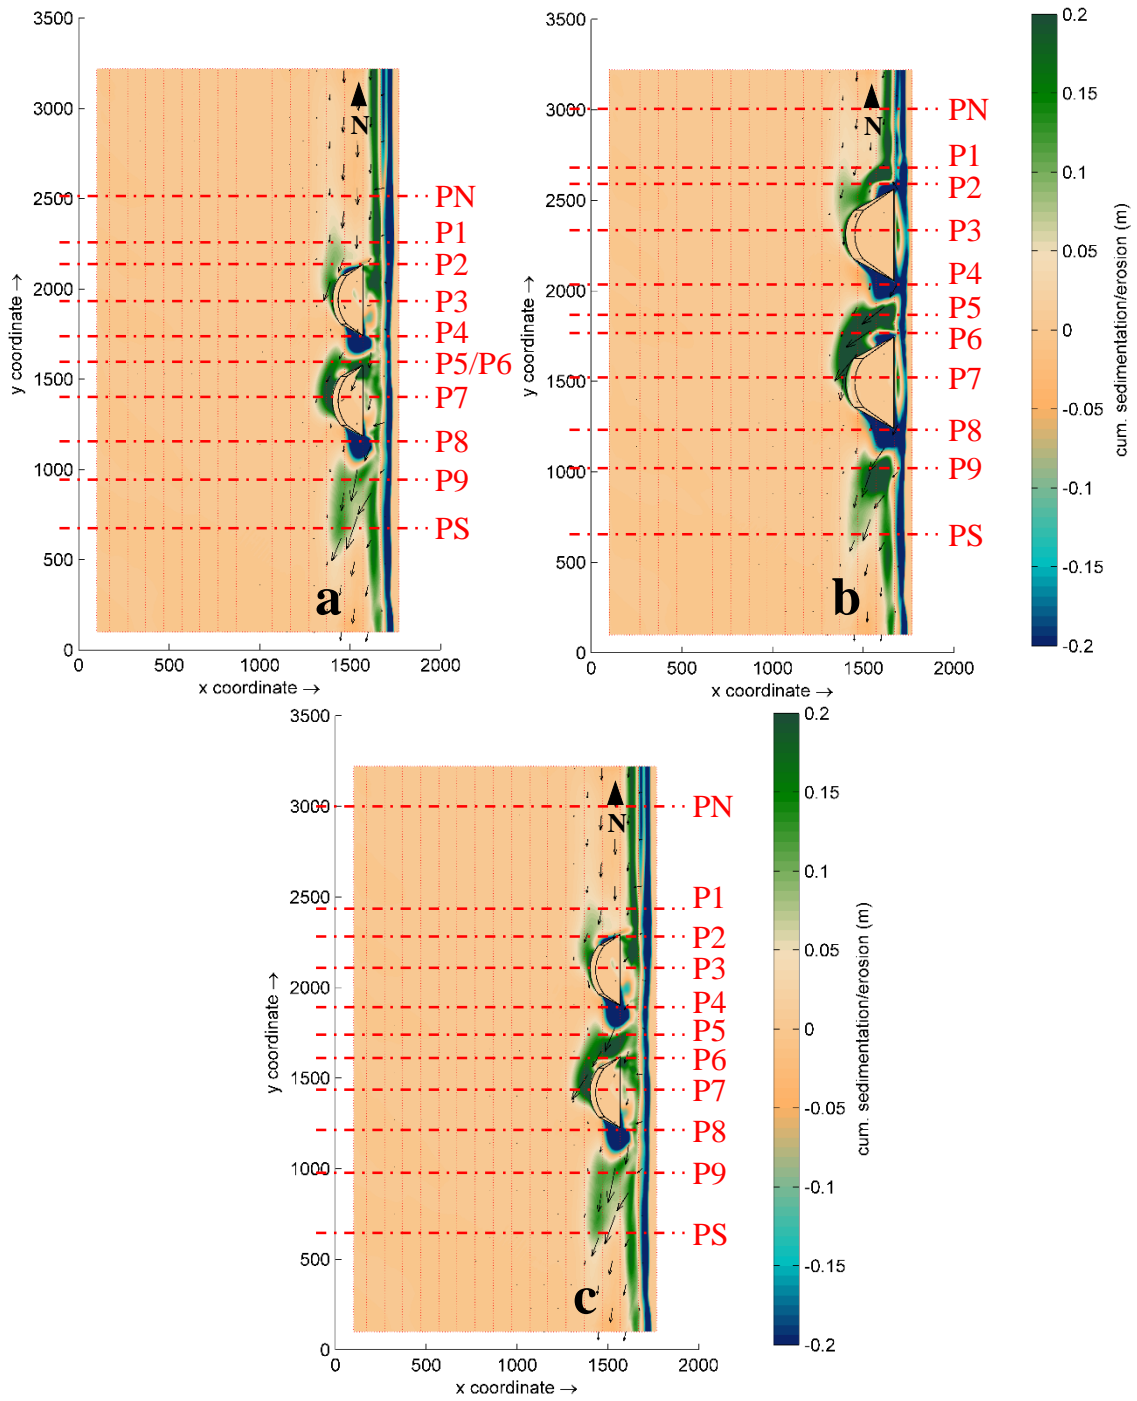 3500
3000
2500
2000
1500
1000
500
0
0
500
1000
1500
2000
x coordinate →
y coordinate →
N
PN
P1
P2
P3
P4
P5/P6
P7
P8
P9
PS
a
3500
3000
2500
2000
1500
1000
500
0
0
500
1000
1500
2000
x coordinate →
y coordinate →
N
PN
P1
P2
P3
P4
P5
P6
P7
P8
P9
PS
b
0.2
0.15
0.1
0.05
0
-0.05
-0.1
-0.15
-0.2
cum. sedimentation/erosion (m)
3500
3000
2500
2000
1500
1000
500
0
0
500
1000
1500
2000
x coordinate →
y coordinate →
N
PN
P1
P2
P3
P4
P5
P6
P7
P8
P9
PS
c
0.2
0.15
0.1
0.05
0
-0.05
-0.1
-0.15
-0.2
cum. sedimentation/erosion (m)